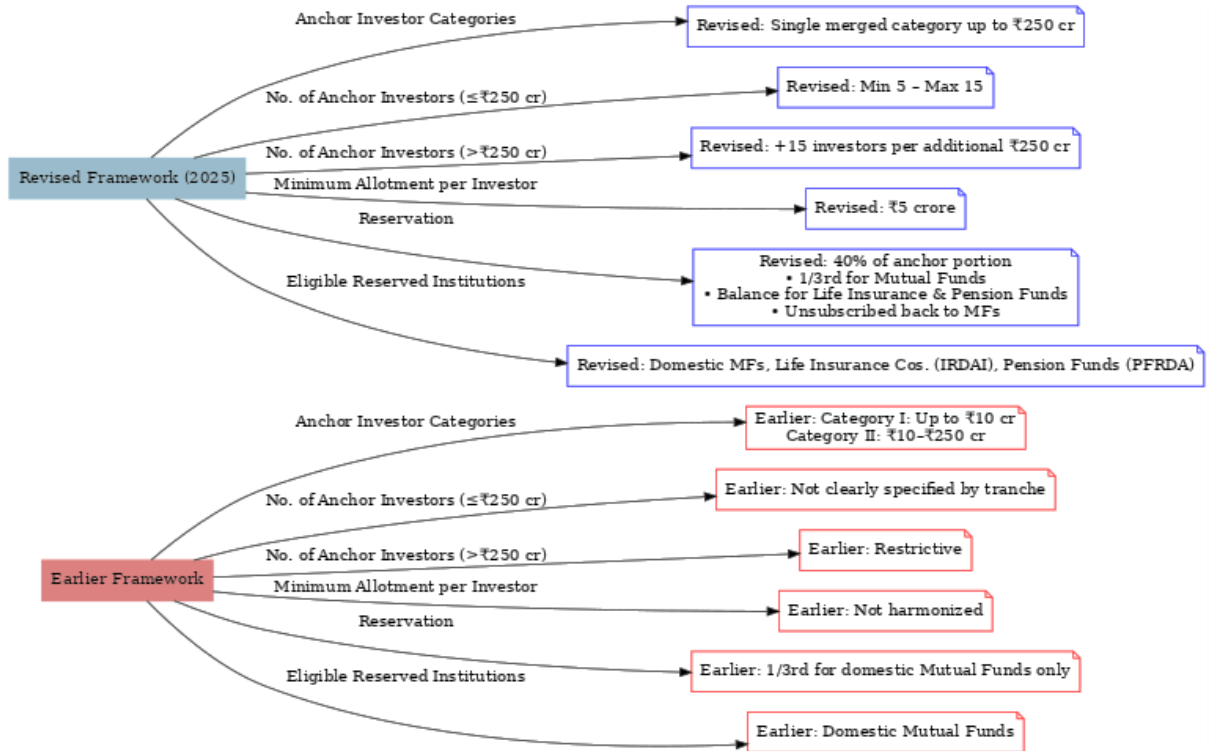 Anchor Investor Categories
Revised: Single merged category up to ₹250 cr
No. of Anchor Investors (≤₹250 cr)
Revised: Min 5 – Max 15
No. of Anchor Investors (>₹250 cr)
Revised: +15 investors per additional ₹250 cr
Revised Framework (2025)
Minimum Allotment per Investor
Revised: ₹5 crore
Reservation
Revised: 40% of anchor portion
• 1/3rd for Mutual Funds
• Balance for Life Insurance & Pension Funds
• Unsubscribed back to MFs
Eligible Reserved Institutions
Revised: Domestic MFs, Life Insurance Cos. (IRDAI), Pension Funds (PFRDA)
Anchor Investor Categories
Earlier: Category I: Up to ₹10 cr
Category II: ₹10–₹250 cr
No. of Anchor Investors (≤₹250 cr)
Earlier: Not clearly specified by tranche
No. of Anchor Investors (>₹250 cr)
Earlier: Restrictive
Earlier Framework
Minimum Allotment per Investor
Earlier: Not harmonized
Reservation
Earlier: 1/3rd for domestic Mutual Funds only
Eligible Reserved Institutions
Earlier: Domestic Mutual Funds